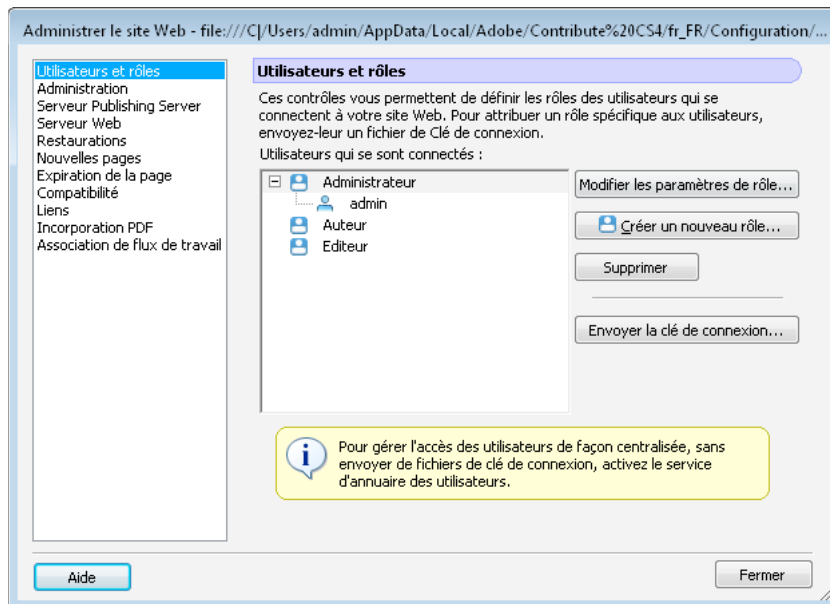 Administrer le site Web - file:///C|/Users/admin/AppData/Local/Adobe/Contribute%20CS4/fr_FR/Configuration/...
Utilisateurs et rôles
Administration
Serveur Publishing Server
Serveur Web
Restaurations
Nouvelles pages
Expiration de la page
Compatibilité
Liens
Incorporation PDF
Association de flux de travail
Utilisateurs et rôles
Ces contrôles vous permettent de définir les rôles des utilisateurs qui se
connectent à votre site Web. Pour attribuer un rôle spécifique aux utilisateurs,
envoyez-leur un fichier de Clé de connexion.
Utilisateurs qui se sont connectés :
Administrateur
admin
Auteur
Editeur
Modifier les paramètres de rôle...
Créer un nouveau rôle...
Supprimer
Envoyer la clé de connexion...
Pour gérer l'accès des utilisateurs de façon centralisée, sans
envoyer de fichiers de clé de connexion, activez le service
d'annuaire des utilisateurs.
Aide
Fermer